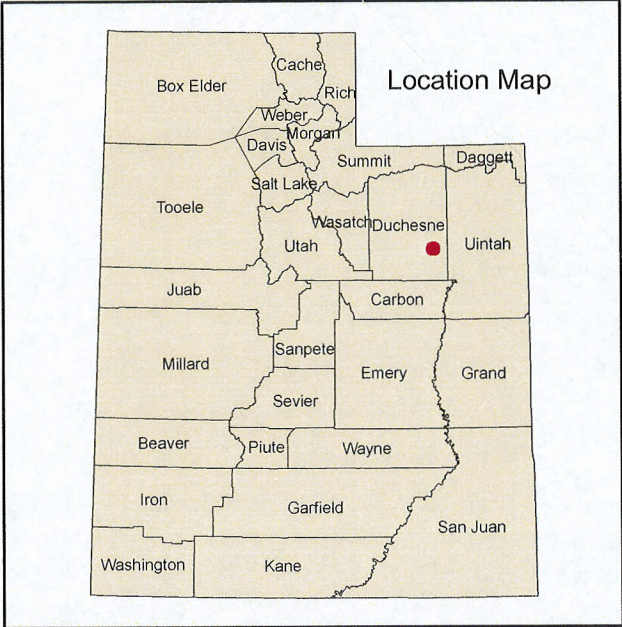 Location Map
Cache
Box Elder
Rich
Weber
Morgan
Davis
Summit
Daggett
Salt Lake
Tooele
Wasatch
Duchesne
Utah
Uintah
Juab
Carbon
Sanpete
Millard
Emery
Grand
Sevier
Beaver
Piute
Wayne
Iron
Garfield
San Juan
Washington
Kane